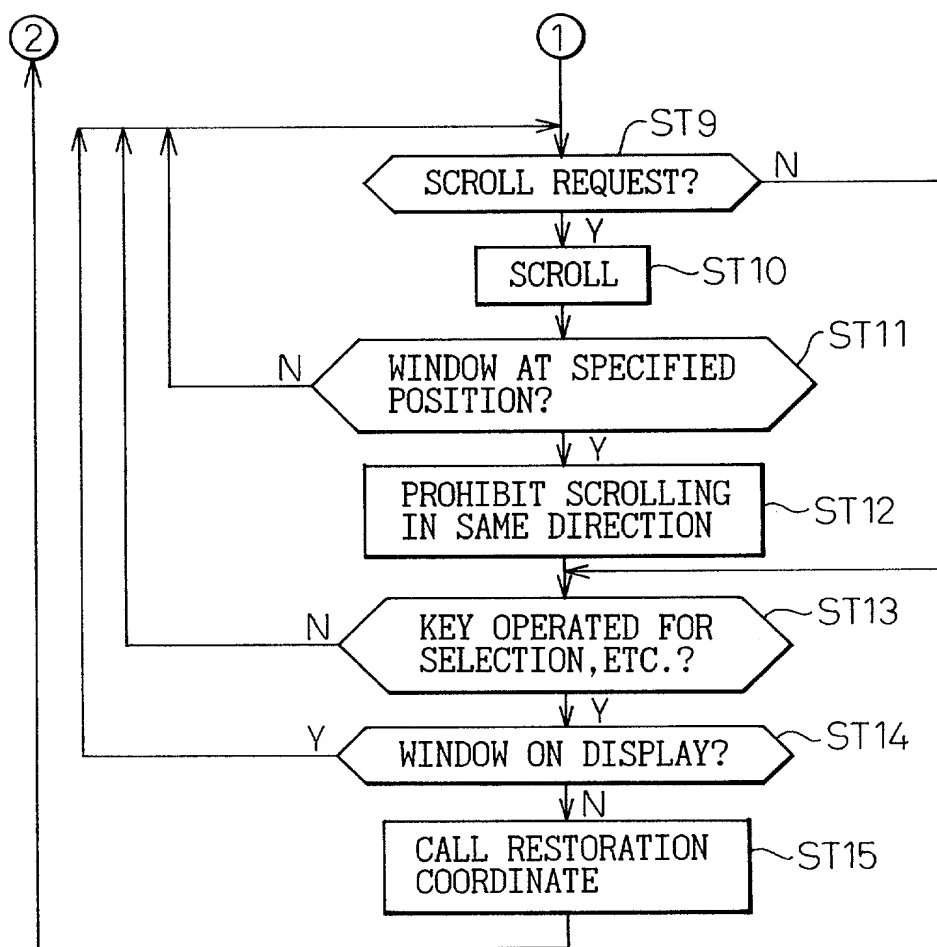 2
1
ST9
SCROLL REQUEST?
N
Y
SCROLL
ST10
ST11
N
WINDOW AT SPECIFIED
POSITION?
Y
PROHIBIT SCROLLING
IN SAME DIRECTION
ST12
ST13
N
KEY OPERATED FOR
SELECTION,ETC.?
Y
Y
WINDOW ON DISPLAY?
ST14
N
CALL RESTORATION
COORDINATE
ST15